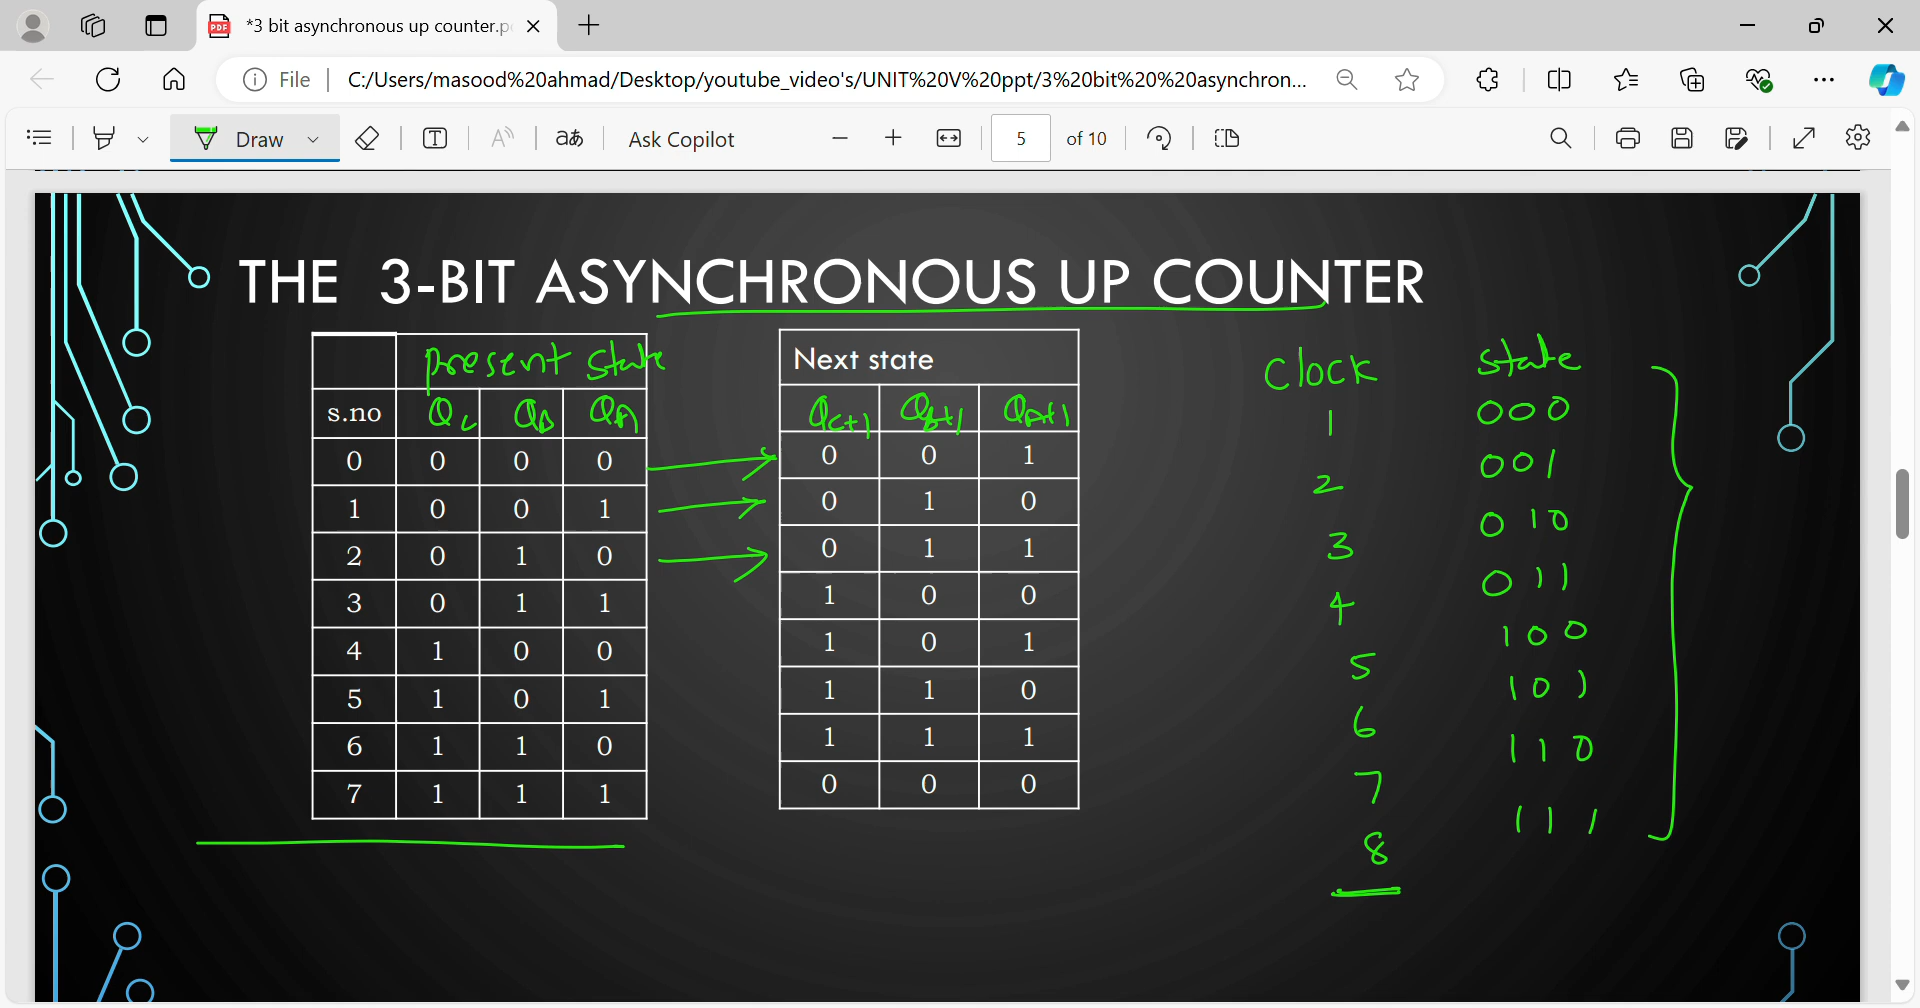 *3 bit asynchronous up counter.p
File
C:/Users/masood%20ahmad/Desktop/youtube_video's/UNIT%20V%20ppt/3%20bit%20%20asynchron...
Draw
T
aあ
Ask Copilot
5
of 10
THE 3-BIT ASYNCHRONOUS UP COUNTER
present state
s.no QC QB QA
0 0 0 0
1 0 0 1
2 0 1 0
3 0 1 1
4 1 0 0
5 1 0 1
6 1 1 0
7 1 1 1
Next state
QC+1 QB+1 QA+1
0 0 1
0 1 0
0 1 1
1 0 0
1 0 1
1 1 0
1 1 1
0 0 0
Clock state
1 000
2 001
3 010
4 011
5 100
6 101
7 110
8 111